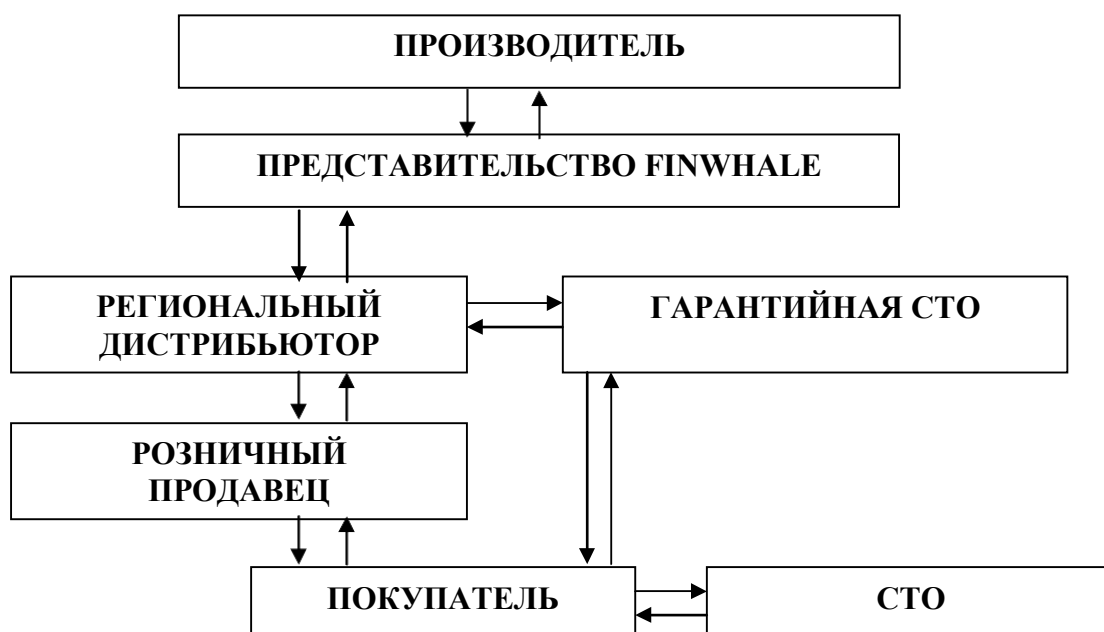 ПРОИЗВОДИТЕЛЬ
ПРЕДСТАВИТЕЛЬСТВО FINWHALE
РЕГИОНАЛЬНЫЙ
ДИСТРИБЬЮТОР
ГАРАНТИЙНАЯ СТО
РОЗНИЧНЫЙ
ПРОДАВЕЦ
ПОКУПАТЕЛЬ
СТО